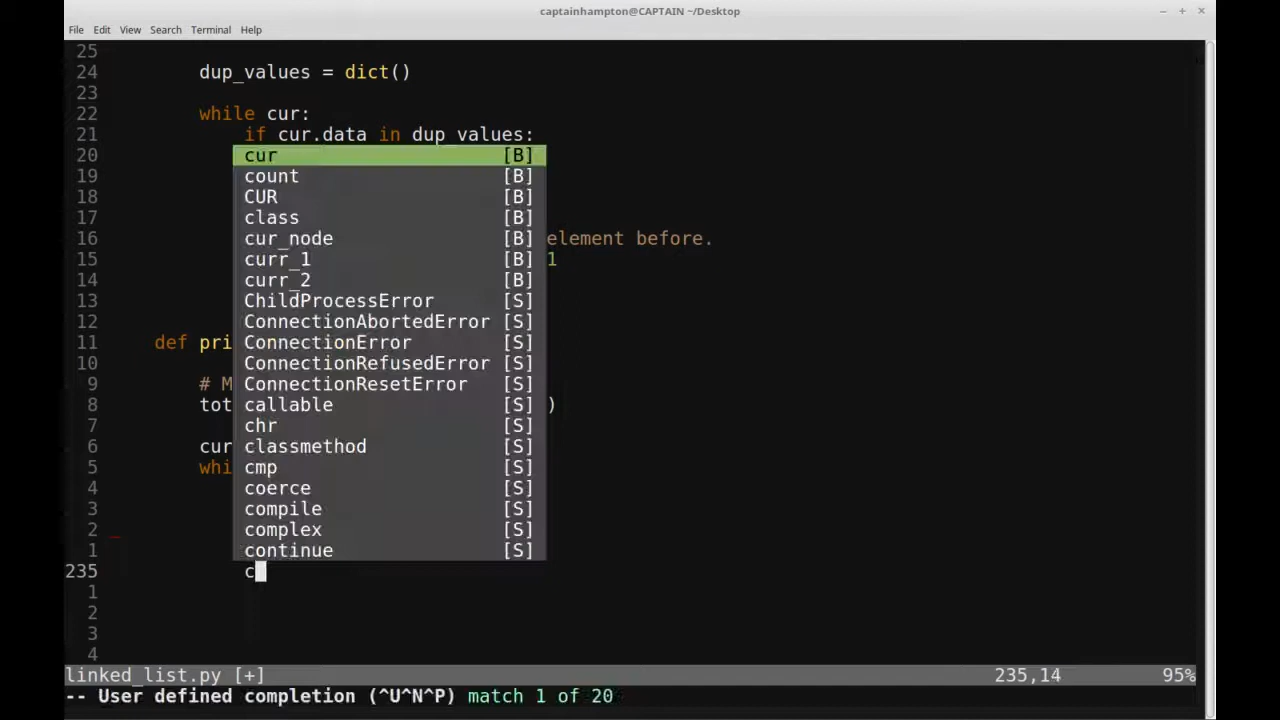 captainhampton@CAPTAIN ~/Desktop
File Edit View Search Terminal Help
25
24 dup_values = dict()
23
22 while cur:
21 if cur.data in dup_values:
20 cur [B]
19 count [B]
18 CUR [B]
17 class [B]
16 cur_node [B] element before.
15 curr_1 [B] 1
14 curr_2 [B]
13 ChildProcessError [S]
12 ConnectionAbortedError [S]
11 def pri ConnectionError [S]
10 ConnectionRefusedError [S]
9 # M ConnectionResetError [S]
8 tot callable [S] )
7 chr [S]
6 cur classmethod [S]
5 whi cmp [S]
4 coerce [S]
3 compile [S]
2 complex [S]
1 continue [S]
235 c
1
2
3
4
linked_list.py [+] 235,14 95%
-- User defined completion (^U^N^P) match 1 of 20